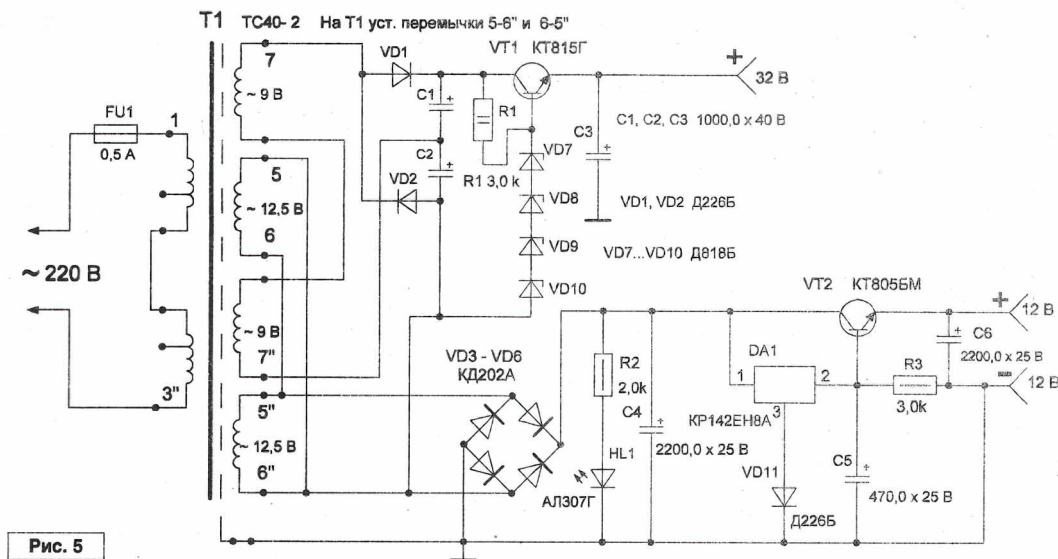 T1 ТС40-2 На Т1 уст. перемычки 5-6" и 6-5"
7
~ 9 В
FU1
0,5 А
1
5
~ 12,5 В
6
~ 220 В
~ 9 В
7"
3"
5"
~ 12,5 В
6"
VD1
VT1 КТ815Г
+
32 В
C1
+
R1
C1, C2, C3 1000,0 x 40 В
C3
+
C2
+
R1 3,0 k
VD7
VD2
VD8
VD1, VD2 Д226Б
VD9
VD7...VD10 Д818Б
VD10
VT2 КТ805БМ
+
12 В
C6
+
2200,0 x 25 В
VD3 - VD6
КД202А
R2
2,0k
+
DA1
1
2
3
R3
3,0k
–
12 В
C4
2200,0 x 25 В
КР142ЕН8А
HL1
АЛ307Г
VD11
Д226Б
C5
+
470,0 x 25 В
Рис. 5